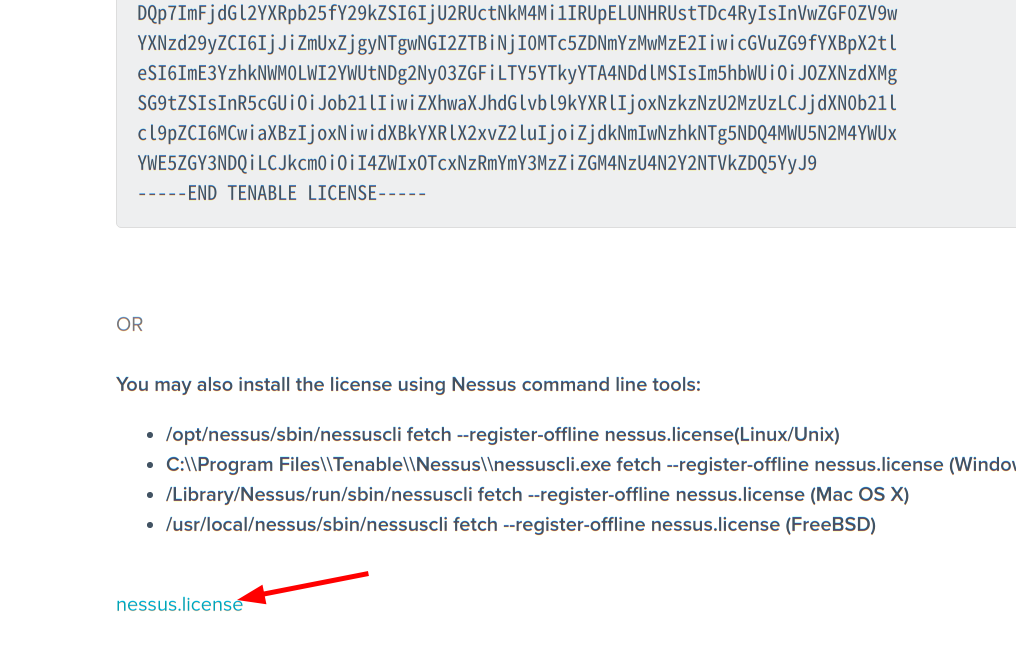 DQp7ImFjdGl2YXRpb25fY29kZSI6IjU2RUctNkM4Mi1IRUpELUNHRUstTDc4RyIsInVwZGF0ZV9w
YXNzd29yZCI6IjJiZmUxZjgyNTgwNGI2ZTBiNjI0MTc5ZDNmYzMwMzE2IiwicGVuZG9fYXBpX2tl
eSI6ImE3YzhkNWM0LWI2YWUtNDg2Ny03ZGFiLTY5YTkyYTA4NDdlMSIsIm5hbWUiOiJOZXNzdXMg
SG9tZSIsInR5cGUiOiJob21lIiwiZXhwaXJhdGlvbl9kYXRlIjoxNzkzNzU2MzUzLCJjdXN0b21l
cl9pZCI6MCwiaXBzIjoxNiwidXBkYXRlX2xvZ2luIjoiZjdkNmIwNzhkNTg5NDQ4MWU5N2M4YWUx
YWE5ZGY3NDQiLCJkcm0iOiI4ZWIxOTcxNzRmYmY3MzZiZGM4NzU4N2Y2NTVkZDQ5YyJ9
-----END TENABLE LICENSE-----
OR
You may also install the license using Nessus command line tools:
• /opt/nessus/sbin/nessuscli fetch --register-offline nessus.license(Linux/Unix)
• C:\\Program Files\\Tenable\\Nessus\\nessuscli.exe fetch --register-offline nessus.license (Window
• /Library/Nessus/run/sbin/nessuscli fetch --register-offline nessus.license (Mac OS X)
• /usr/local/nessus/sbin/nessuscli fetch --register-offline nessus.license (FreeBSD)
nessus.license